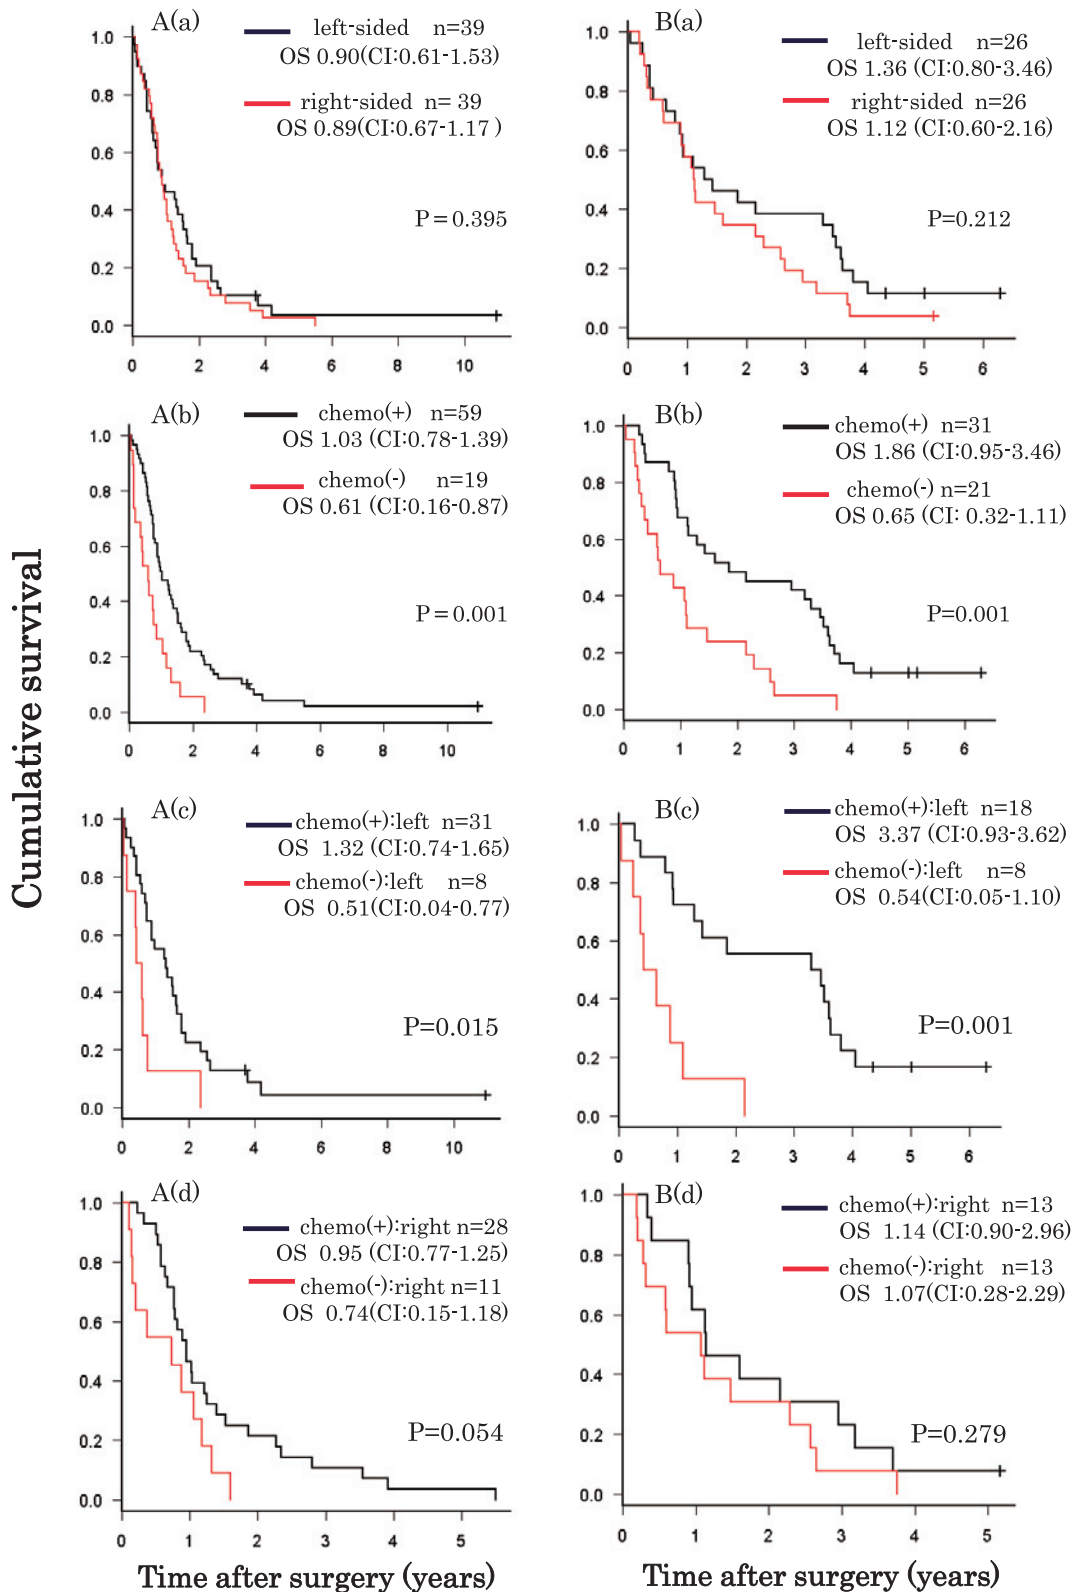 Cumulative survival
A(a)
left-sided n=39
OS 0.90(CI:0.61-1.53)
right-sided n= 39
OS 0.89(CI:0.67-1.17 )
P=0.395
1.0
0.8
0.6
0.4
0.2
0.0
0 2 4 6 8 10
B(a)
left-sided n=26
OS 1.36 (CI:0.80-3.46)
right-sided n=26
OS 1.12 (CI:0.60-2.16)
P=0.212
1.0
0.8
0.6
0.4
0.2
0.0
0 1 2 3 4 5 6
A(b)
chemo(+) n=59
OS 1.03 (CI:0.78-1.39)
chemo(-) n=19
OS 0.61 (CI:0.16-0.87)
P=0.001
1.0
0.8
0.6
0.4
0.2
0.0
0 2 4 6 8 10
B(b)
chemo(+) n=31
OS 1.86 (CI:0.95-3.46)
chemo(-) n=21
OS 0.65 (CI: 0.32-1.11)
P=0.001
1.0
0.8
0.6
0.4
0.2
0.0
0 1 2 3 4 5 6
A(c)
chemo(+):left n=31
OS 1.32 (CI:0.74-1.65)
chemo(-):left n=8
OS 0.51(CI:0.04-0.77)
P=0.015
1.0
0.8
0.6
0.4
0.2
0.0
0 2 4 6 8 10
B(c)
chemo(+):left n=18
OS 3.37 (CI:0.93-3.62)
chemo(-):left n=8
OS 0.54(CI:0.05-1.10)
P=0.001
1.0
0.8
0.6
0.4
0.2
0.0
0 1 2 3 4 5 6
A(d)
chemo(+):right n=28
OS 0.95 (CI:0.77-1.25)
chemo(-):right n=11
OS 0.74(CI:0.15-1.18)
P=0.054
1.0
0.8
0.6
0.4
0.2
0.0
0 1 2 3 4 5
Time after surgery (years)
B(d)
chemo(+):right n=13
OS 1.14 (CI:0.90-2.96)
chemo(-):right n=13
OS 1.07(CI:0.28-2.29)
P=0.279
1.0
0.8
0.6
0.4
0.2
0.0
0 1 2 3 4 5
Time after surgery (years)